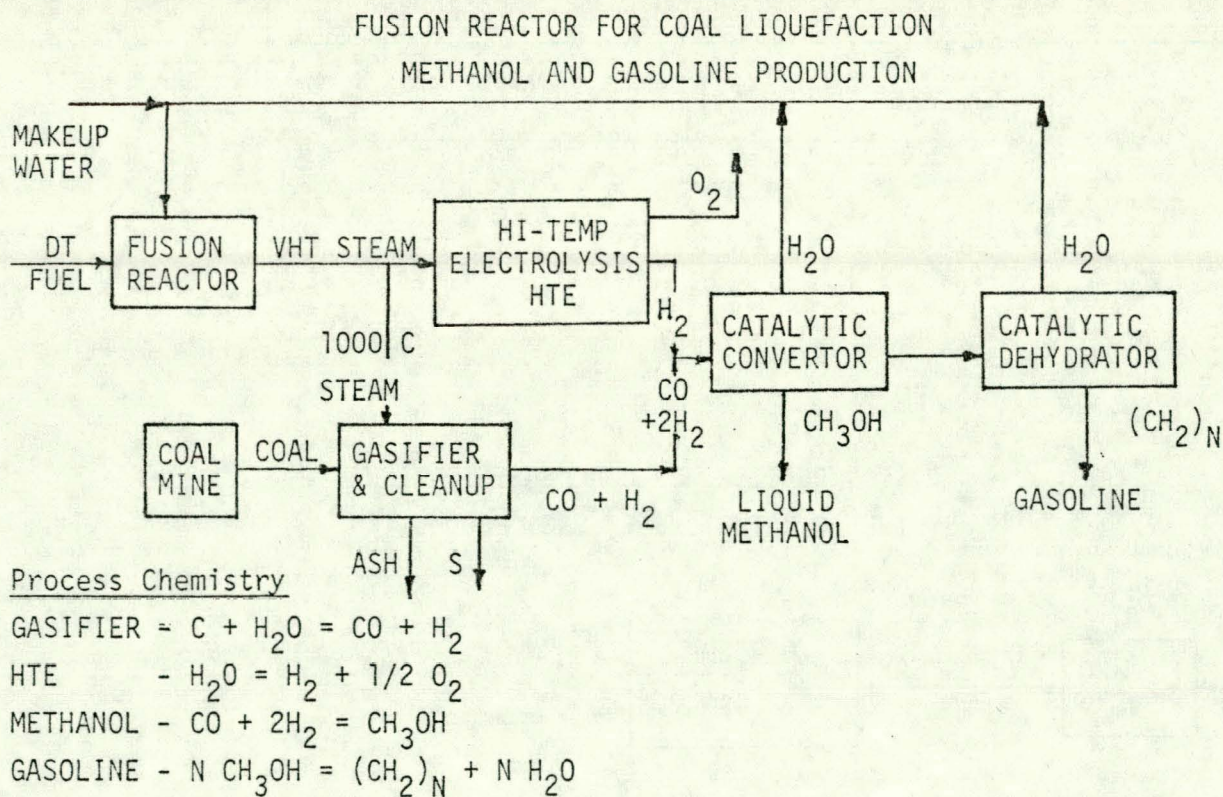 FUSION REACTOR FOR COAL LIQUEFACTION
METHANOL AND GASOLINE PRODUCTION
MAKEUP
WATER
DT
FUEL
FUSION
REACTOR
VHT STEAM
HI-TEMP
ELECTROLYSIS
HTE
O2
H2O
H2O
H2
1000 C
STEAM
CO
+2H2
CATALYTIC
CONVERTOR
CATALYTIC
DEHYDRATOR
COAL
MINE
COAL
GASIFIER
& CLEANUP
CO + H2
CH3OH
LIQUID
METHANOL
(CH2)N
GASOLINE
ASH
S
Process Chemistry
GASIFIER - C + H2O = CO + H2
HTE - H2O = H2 + 1/2 O2
METHANOL - CO + 2H2 = CH3OH
GASOLINE - N CH3OH = (CH2)N + N H2O